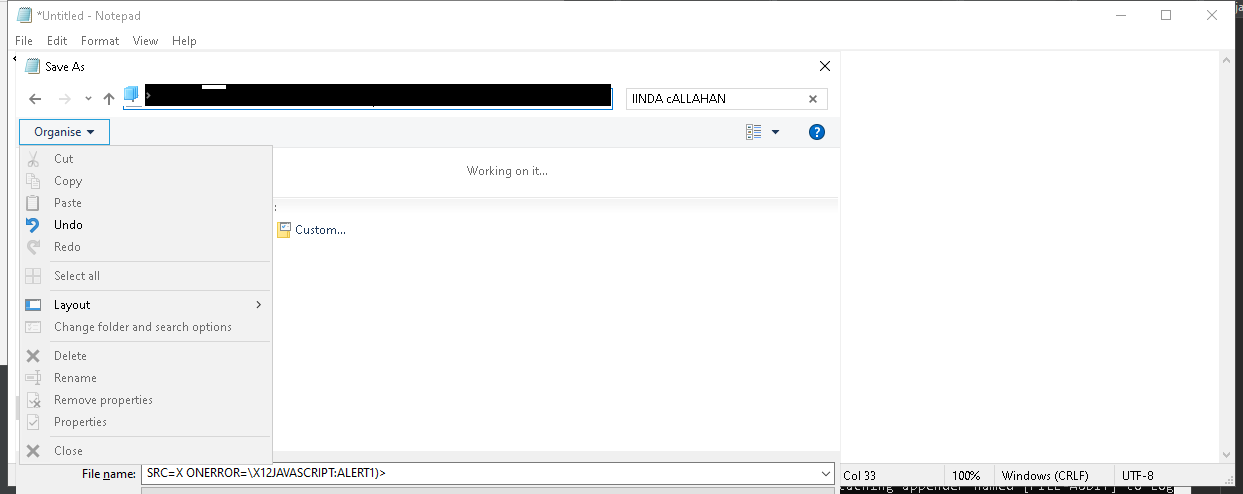 *Untitled - Notepad
File Edit Format View Help
Save As
IINDA cALLAHAN
Organise
Working on it...
Cut
Copy
Paste
Undo
Redo
Select all
Layout
Change folder and search options
Delete
Rename
Remove properties
Properties
Close
Custom...
File name: SRC=X ONERROR=\X12JAVASCRIPT:ALERT1)>
Col 33 100% Windows (CRLF) UTF-8